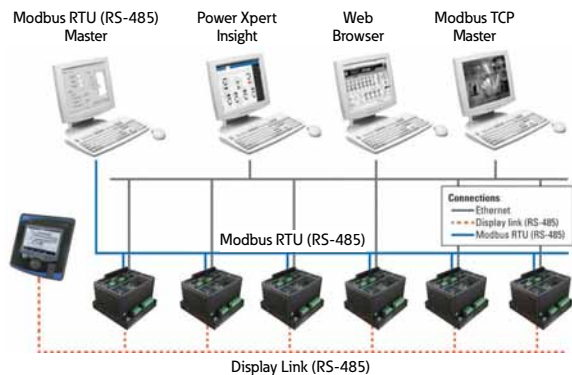 Modbus RTU (RS-485)
Master
Power Xpert
Insight
Web
Browser
Modbus TCP
Master
Connections
Ethernet
Display link (RS-485)
Modbus RTU (RS-485)
Modbus RTU (RS-485)
Display Link (RS-485)